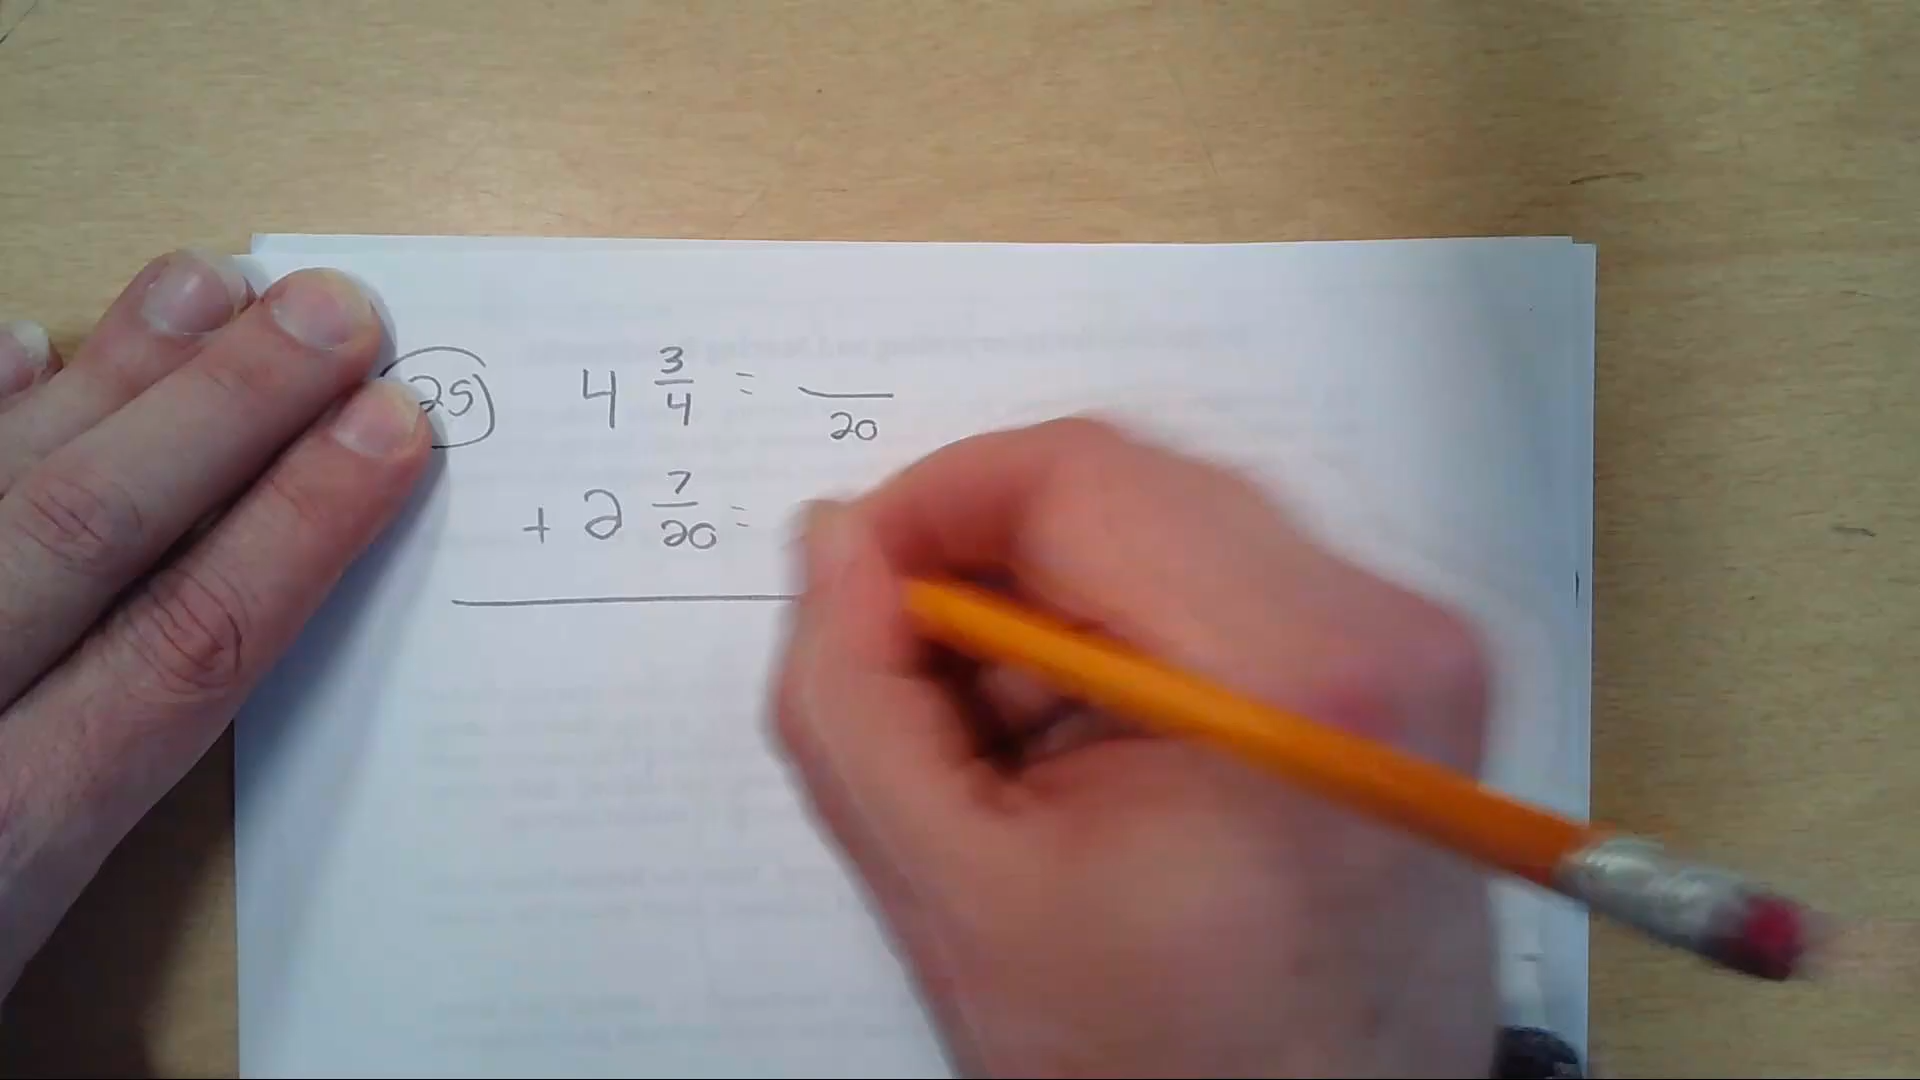 25 4 3/4 = /20
+ 2 7/20 =